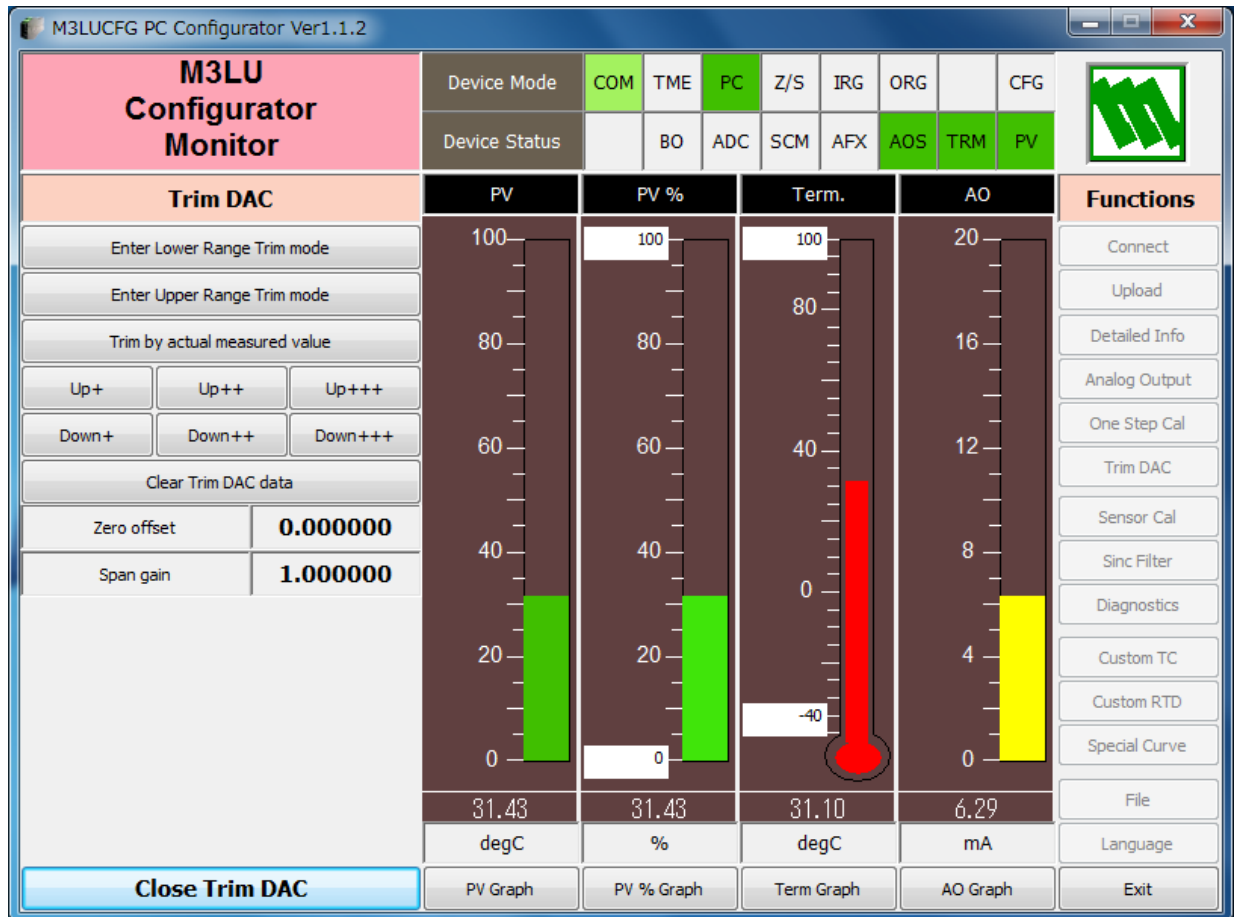 M3LUCFG PC Configurator Ver1.1.2
M3LU
Configurator
Monitor
Device Mode COM TME PC Z/S IRG ORG CFG
Device Status BO ADC SCM AFX AOS TRM PV
Trim DAC
Enter Lower Range Trim mode
Enter Upper Range Trim mode
Trim by actual measured value
Up+ Up++ Up+++
Down+ Down++ Down+++
Clear Trim DAC data
Zero offset 0.000000
Span gain 1.000000
Close Trim DAC
PV
100
80
60
40
20
0
31.43
degC
PV Graph
PV %
100
80
60
40
20
0
31.43
%
PV % Graph
Term.
100
80
40
0
-40
31.10
degC
Term Graph
AO
20
16
12
8
4
0
6.29
mA
AO Graph
Functions
Connect
Upload
Detailed Info
Analog Output
One Step Cal
Trim DAC
Sensor Cal
Sinc Filter
Diagnostics
Custom TC
Custom RTD
Special Curve
File
Language
Exit